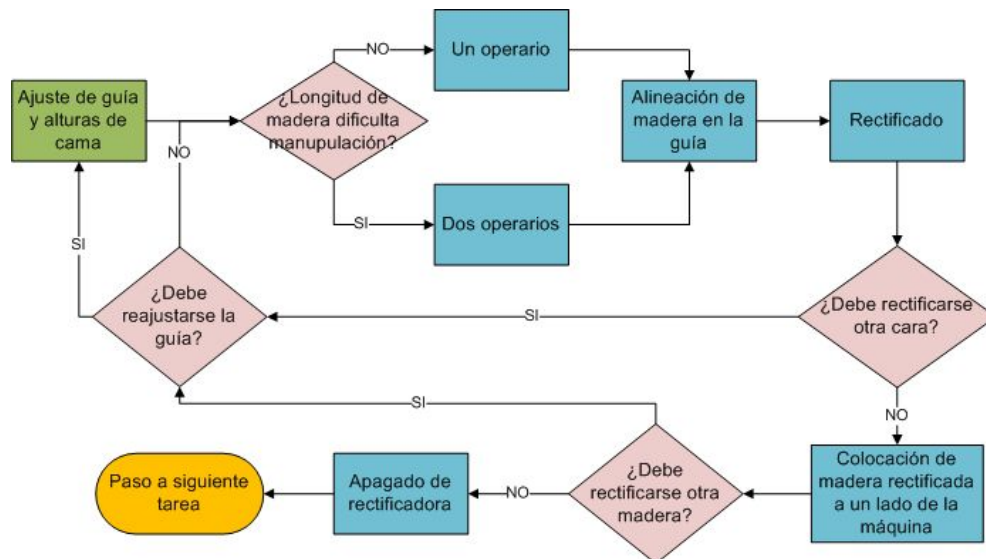 Ajuste de guía
y alturas de
cama
¿Longitud de
madera dificulta
manupulación?
NO
Un operario
SI
Dos operarios
Alineación de
madera en la
guía
Rectificado
¿Debe rectificarse
otra cara?
SI
¿Debe
reajustarse la
guía?
NO
SI
NO
Colocación de
madera rectificada
a un lado de la
máquina
¿Debe
rectificarse otra
madera?
SI
NO
Apagado de
rectificadora
Paso a siguiente
tarea